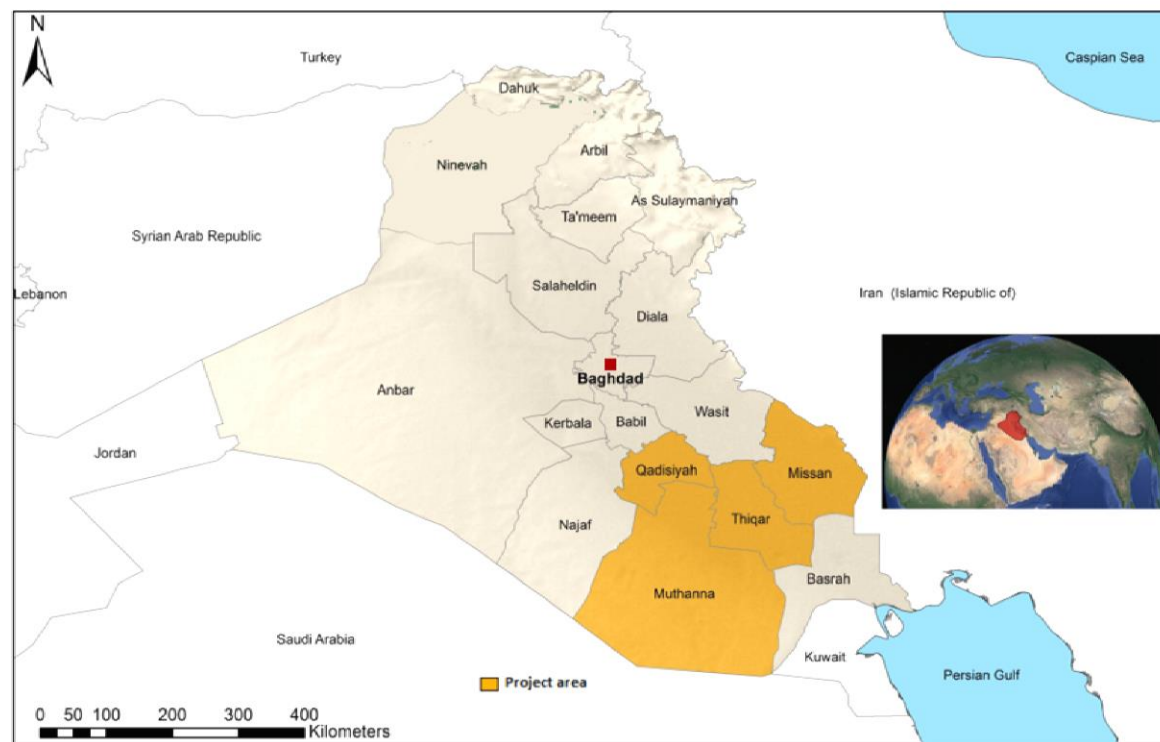 N
Turkey
Caspian Sea
Dahuk
Arbil
Ninevah
As Sulaymaniyah
Ta'meem
Syrian Arab Republic
Salaheldin
Lebanon
Iran (Islamic Republic of)
Diala
Baghdad
Anbar
Wasit
Kerbala
Babil
Jordan
Qadisiyah
Missan
Thiqar
Najaf
Basrah
Muthanna
Saudi Arabia
Kuwait
Persian Gulf
Project area
0 50 100 200 300 400
Kilometers